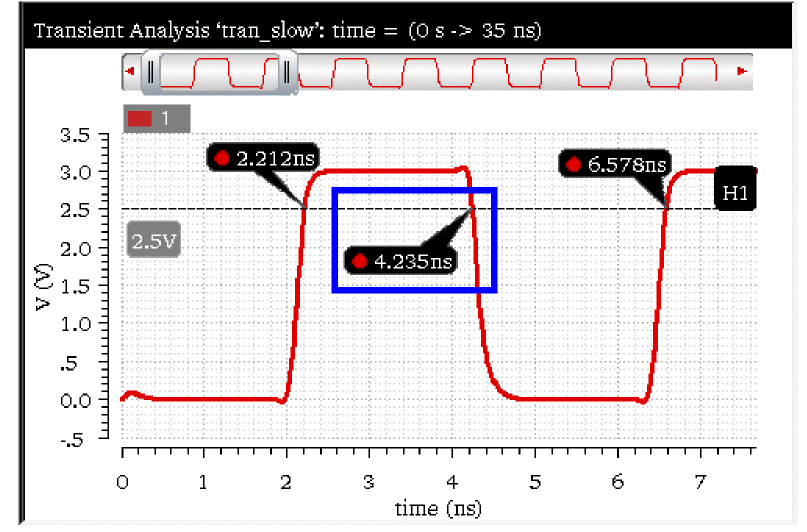 Transient Analysis ‘tran_slow’: time = (0 s -> 35 ns)
1
3.5
3.0
2.5
2.0
1.5
1.0
.5
0.0
-.5
V (V)
2.212ns
6.578ns
H1
2.5V
4.235ns
0 1 2 3 4 5 6 7
time (ns)